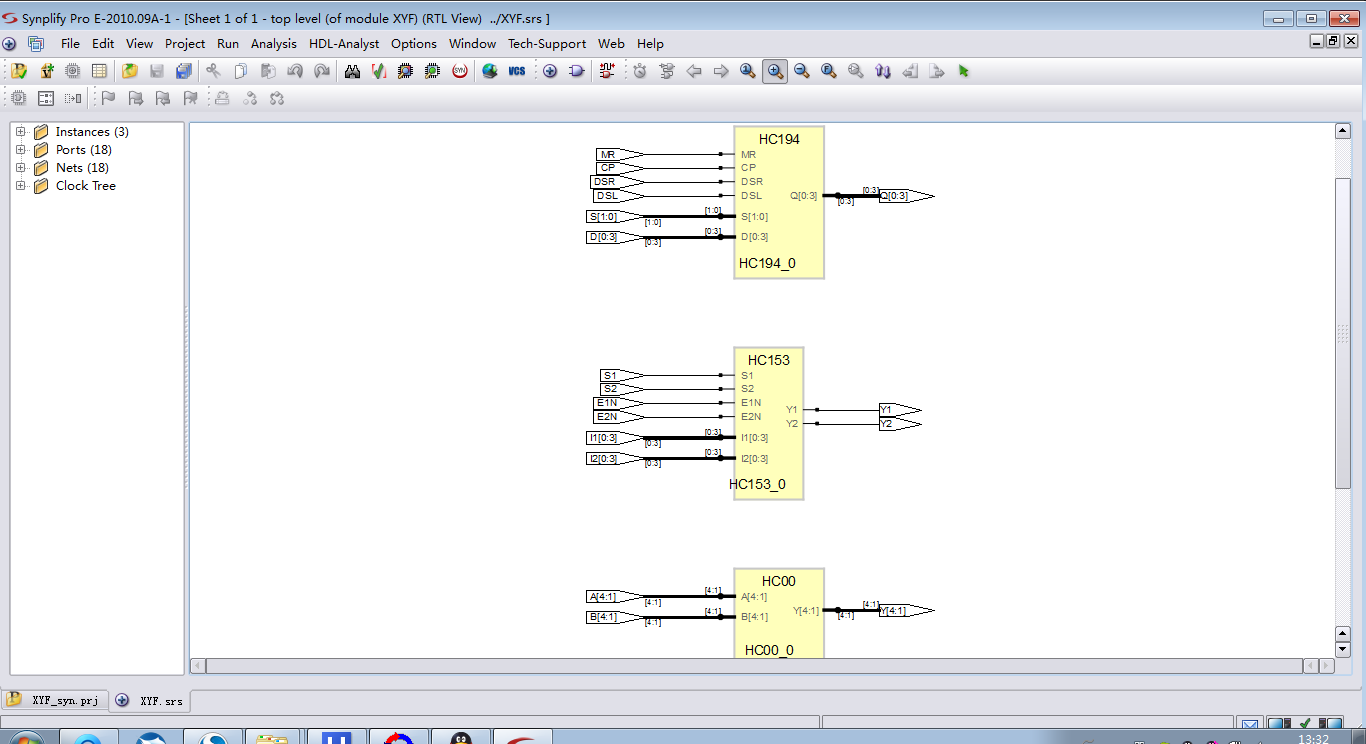 Synplify Pro E-2010.09A-1 - [Sheet 1 of 1 - top level (of module XYF) (RTL View) ../XYF.srs ]
File Edit View Project Run Analysis HDL-Analyst Options Window Tech-Support Web Help
SYN VCS
Instances (3)
Ports (18)
Nets (18)
Clock Tree
HC194
MR MR
CP CP
DSR DSR
DSL DSL Q[0:3] [0:3] [0:3] Q[0:3]
S[1:0] [1:0] [1:0] S[1:0]
D[0:3] [0:3] [0:3] D[0:3]
HC194_0
HC153
S1 S1
S2 S2
E1N E1N
E2N E2N
Y1 Y1
Y2 Y2
I1[0:3] [0:3] [0:3] I1[0:3]
I2[0:3] [0:3] [0:3] I2[0:3]
HC153_0
HC00
A[4:1] [4:1] [4:1] A[4:1]
B[4:1] [4:1] [4:1] B[4:1]
Y[4:1] [4:1] [4:1] Y[4:1]
HC00_0
XYF_syn.prj XYF.srs
13:32